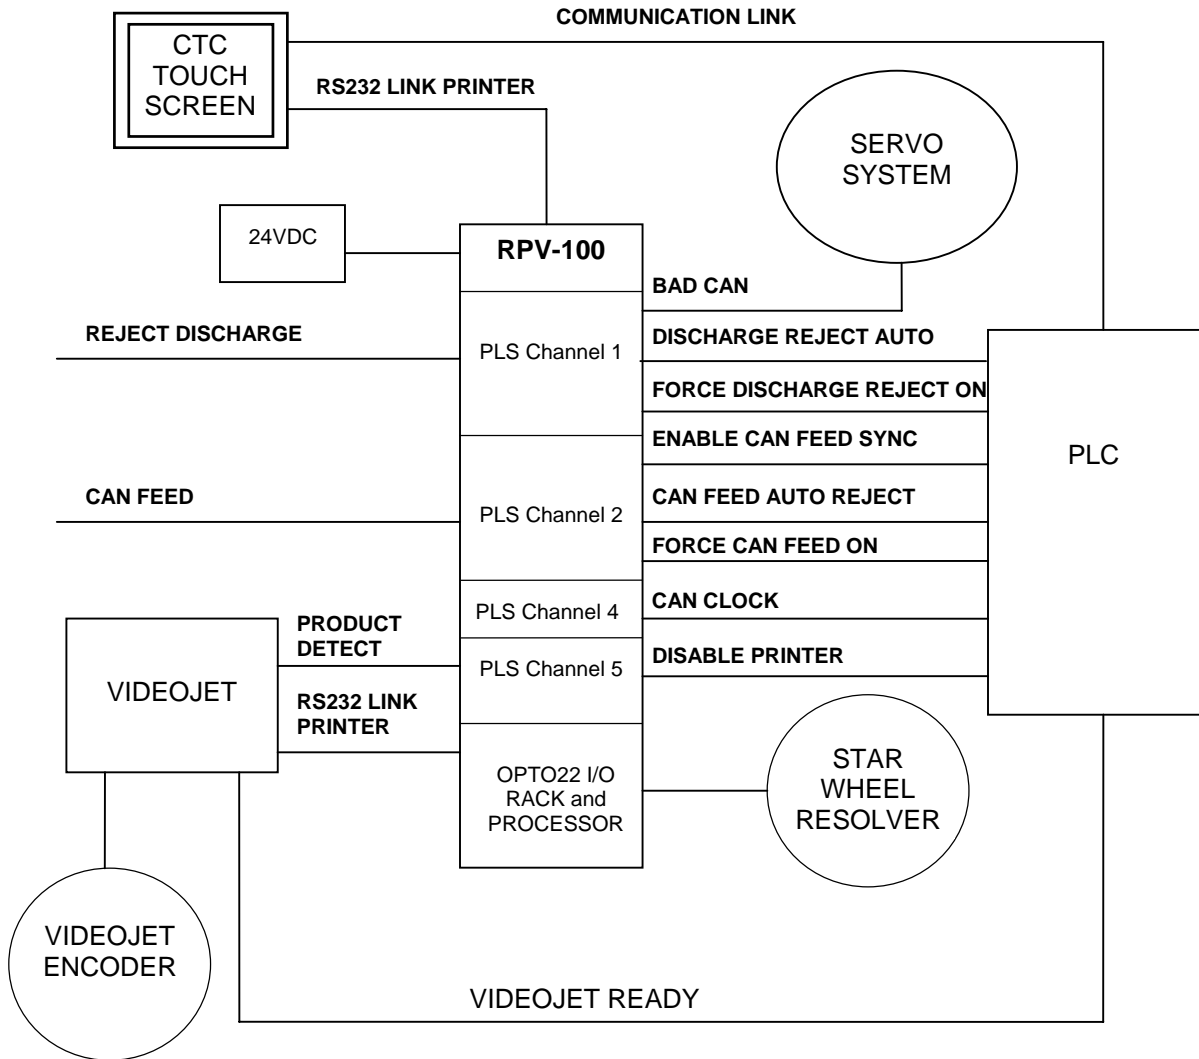 COMMUNICATION LINK
CTC
TOUCH
SCREEN
RS232 LINK PRINTER
SERVO
SYSTEM
24VDC
RPV-100
BAD CAN
REJECT DISCHARGE
PLS Channel 1
DISCHARGE REJECT AUTO
FORCE DISCHARGE REJECT ON
ENABLE CAN FEED SYNC
PLC
CAN FEED
PLS Channel 2
CAN FEED AUTO REJECT
FORCE CAN FEED ON
PLS Channel 4
CAN CLOCK
PRODUCT
DETECT
PLS Channel 5
DISABLE PRINTER
VIDEOJET
RS232 LINK
PRINTER
OPTO22 I/O
RACK and
PROCESSOR
STAR
WHEEL
RESOLVER
VIDEOJET
ENCODER
VIDEOJET READY